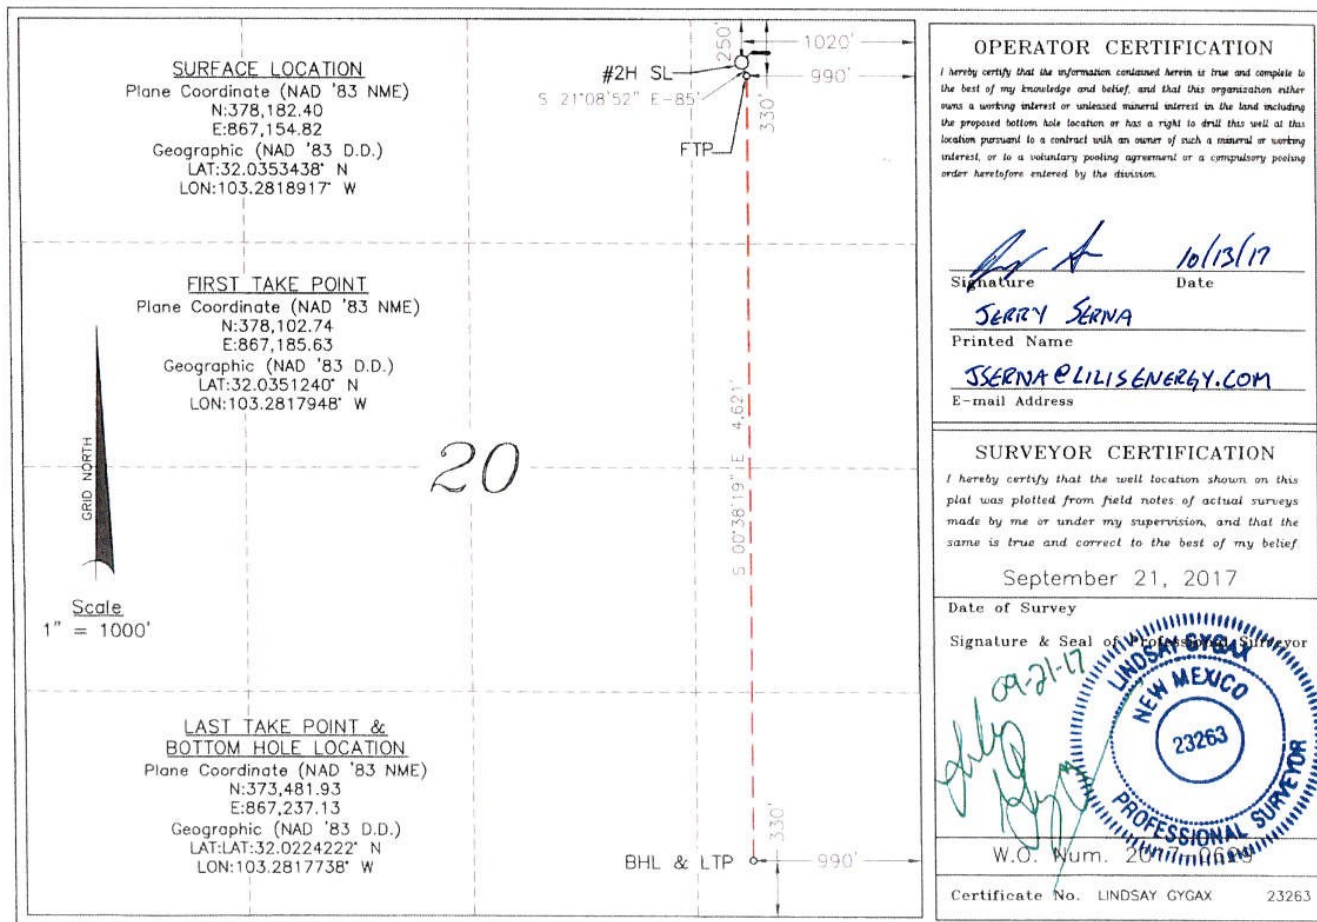 SURFACE LOCATION
Plane Coordinate (NAD '83 NME)
N:378,182.40
E:867,154.82
Geographic (NAD '83 D.D.)
LAT:32.0353438° N
LON:103.2818917° W
250'
1020'
#2H SL
990'
S 21°08'52" E-85'
330'
FTP
FIRST TAKE POINT
Plane Coordinate (NAD '83 NME)
N:378,102.74
E:867,185.63
Geographic (NAD '83 D.D.)
LAT:32.0351240° N
LON:103.2817948° W
GRID NORTH
20
S 00°38'19" E 4,621'
Scale
1" = 1000'
LAST TAKE POINT &
BOTTOM HOLE LOCATION
Plane Coordinate (NAD '83 NME)
N:373,481.93
E:867,237.13
Geographic (NAD '83 D.D.)
LAT:LAT:32.0224222° N
LON:103.2817738° W
BHL & LTP
990'
330'
OPERATOR CERTIFICATION
I hereby certify that the information contained herein is true and complete to
the best of my knowledge and belief, and that this organization either
owns a working interest or unleased mineral interest in the land including
the proposed bottom hole location or has a right to drill this well at this
location pursuant to a contract with an owner of such a mineral or working
interest, or to a voluntary pooling agreement or a compulsory pooling
order heretofore entered by the division.
10/13/17
Signature Date
JERRY SERNA
Printed Name
JSERNA@LILISENERGY.COM
E-mail Address
SURVEYOR CERTIFICATION
I hereby certify that the well location shown on this
plat was plotted from field notes of actual surveys
made by me or under my supervision, and that the
same is true and correct to the best of my belief.
September 21, 2017
Date of Survey
Signature & Seal of Professional Surveyor
09-21-17
LINDSAY GYGAX
NEW MEXICO
23263
PROFESSIONAL SURVEYOR
W.O. Num. 2017
Certificate No. LINDSAY GYGAX 23263